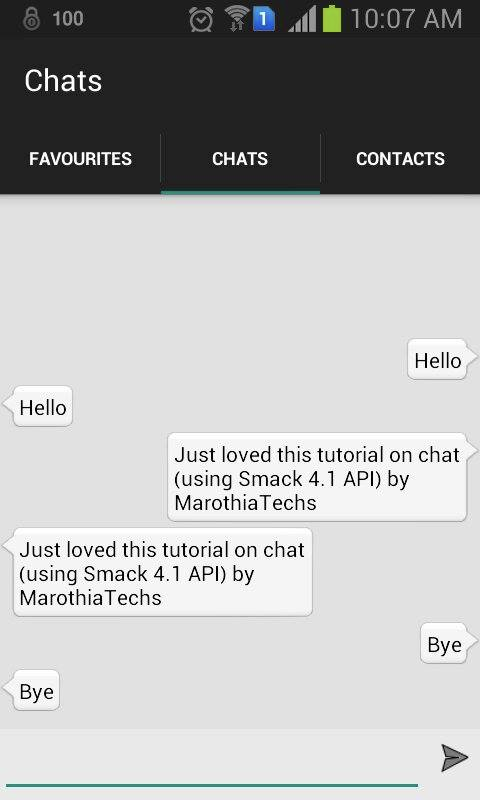 100 1 10:07 AM
Chats
FAVOURITES CHATS CONTACTS
Hello
Hello
Just loved this tutorial on chat
(using Smack 4.1 API) by
MarothiaTechs
Just loved this tutorial on chat
(using Smack 4.1 API) by
MarothiaTechs
Bye
Bye